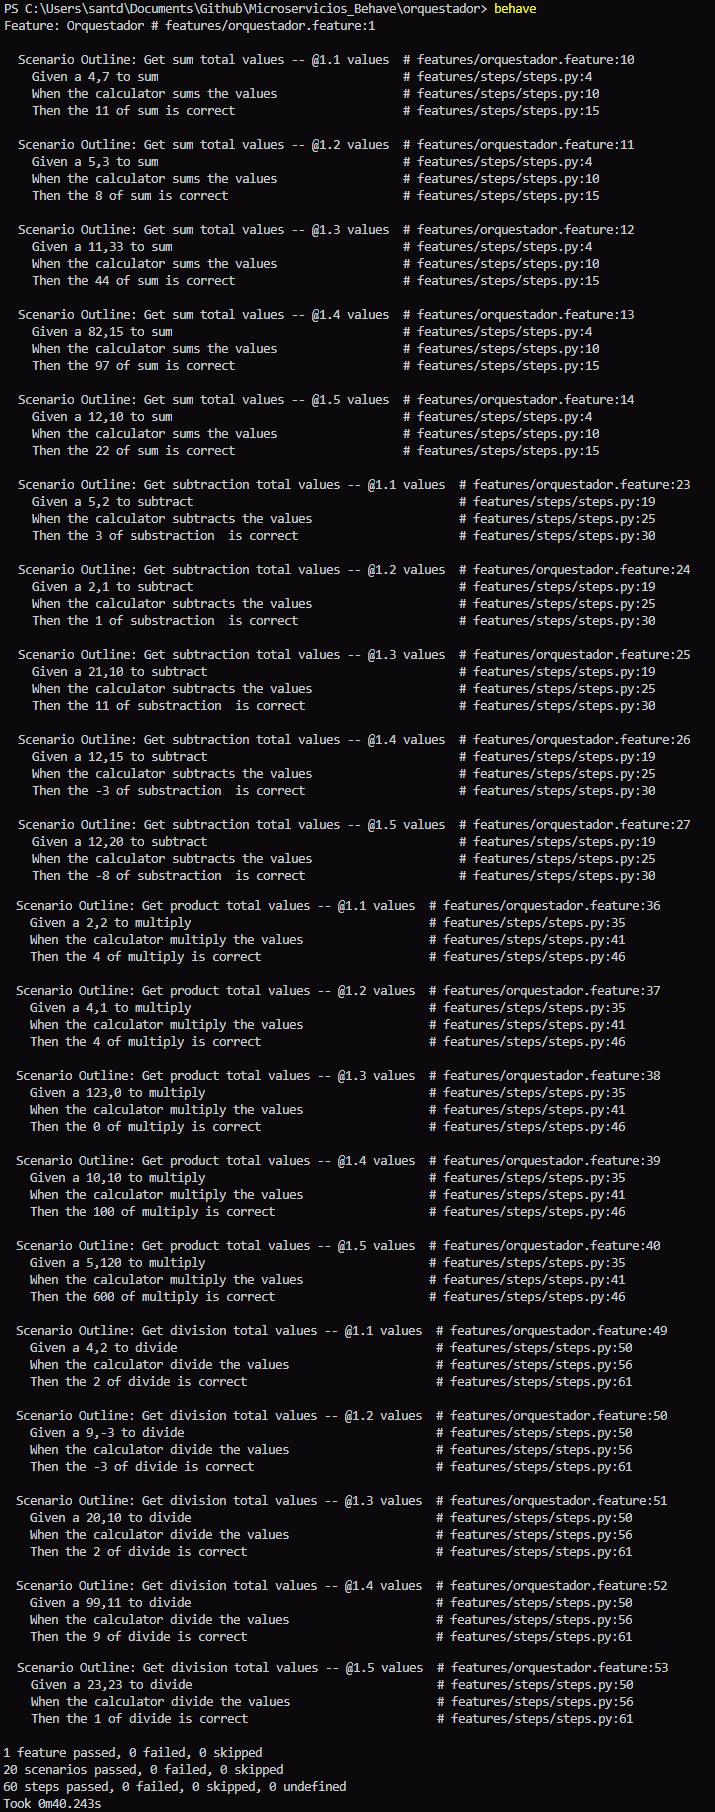 PS C:\Users\santd\Documents\Github\Microservicios_Behave\orquestador> behave
Feature: Orquestador # features/orquestador.feature:1
Scenario Outline: Get sum total values -- @1.1 values # features/orquestador.feature:10
Given a 4,7 to sum # features/steps/steps.py:4
When the calculator sums the values # features/steps/steps.py:10
Then the 11 of sum is correct # features/steps/steps.py:15
Scenario Outline: Get sum total values -- @1.2 values # features/orquestador.feature:11
Given a 5,3 to sum # features/steps/steps.py:4
When the calculator sums the values # features/steps/steps.py:10
Then the 8 of sum is correct # features/steps/steps.py:15
Scenario Outline: Get sum total values -- @1.3 values # features/orquestador.feature:12
Given a 11,33 to sum # features/steps/steps.py:4
When the calculator sums the values # features/steps/steps.py:10
Then the 44 of sum is correct # features/steps/steps.py:15
Scenario Outline: Get sum total values -- @1.4 values # features/orquestador.feature:13
Given a 82,15 to sum # features/steps/steps.py:4
When the calculator sums the values # features/steps/steps.py:10
Then the 97 of sum is correct # features/steps/steps.py:15
Scenario Outline: Get sum total values -- @1.5 values # features/orquestador.feature:14
Given a 12,10 to sum # features/steps/steps.py:4
When the calculator sums the values # features/steps/steps.py:10
Then the 22 of sum is correct # features/steps/steps.py:15
Scenario Outline: Get subtraction total values -- @1.1 values # features/orquestador.feature:23
Given a 5,2 to subtract # features/steps/steps.py:19
When the calculator subtracts the values # features/steps/steps.py:25
Then the 3 of substraction  is correct # features/steps/steps.py:30
Scenario Outline: Get subtraction total values -- @1.2 values # features/orquestador.feature:24
Given a 2,1 to subtract # features/steps/steps.py:19
When the calculator subtracts the values # features/steps/steps.py:25
Then the 1 of substraction  is correct # features/steps/steps.py:30
Scenario Outline: Get subtraction total values -- @1.3 values # features/orquestador.feature:25
Given a 21,10 to subtract # features/steps/steps.py:19
When the calculator subtracts the values # features/steps/steps.py:25
Then the 11 of substraction  is correct # features/steps/steps.py:30
Scenario Outline: Get subtraction total values -- @1.4 values # features/orquestador.feature:26
Given a 12,15 to subtract # features/steps/steps.py:19
When the calculator subtracts the values # features/steps/steps.py:25
Then the -3 of substraction  is correct # features/steps/steps.py:30
Scenario Outline: Get subtraction total values -- @1.5 values # features/orquestador.feature:27
Given a 12,20 to subtract # features/steps/steps.py:19
When the calculator subtracts the values # features/steps/steps.py:25
Then the -8 of substraction  is correct # features/steps/steps.py:30
Scenario Outline: Get product total values -- @1.1 values # features/orquestador.feature:36
Given a 2,2 to multiply # features/steps/steps.py:35
When the calculator multiply the values # features/steps/steps.py:41
Then the 4 of multiply is correct # features/steps/steps.py:46
Scenario Outline: Get product total values -- @1.2 values # features/orquestador.feature:37
Given a 4,1 to multiply # features/steps/steps.py:35
When the calculator multiply the values # features/steps/steps.py:41
Then the 4 of multiply is correct # features/steps/steps.py:46
Scenario Outline: Get product total values -- @1.3 values # features/orquestador.feature:38
Given a 123,0 to multiply # features/steps/steps.py:35
When the calculator multiply the values # features/steps/steps.py:41
Then the 0 of multiply is correct # features/steps/steps.py:46
Scenario Outline: Get product total values -- @1.4 values # features/orquestador.feature:39
Given a 10,10 to multiply # features/steps/steps.py:35
When the calculator multiply the values # features/steps/steps.py:41
Then the 100 of multiply is correct # features/steps/steps.py:46
Scenario Outline: Get product total values -- @1.5 values # features/orquestador.feature:40
Given a 5,120 to multiply # features/steps/steps.py:35
When the calculator multiply the values # features/steps/steps.py:41
Then the 600 of multiply is correct # features/steps/steps.py:46
Scenario Outline: Get division total values -- @1.1 values # features/orquestador.feature:49
Given a 4,2 to divide # features/steps/steps.py:50
When the calculator divide the values # features/steps/steps.py:56
Then the 2 of divide is correct # features/steps/steps.py:61
Scenario Outline: Get division total values -- @1.2 values # features/orquestador.feature:50
Given a 9,-3 to divide # features/steps/steps.py:50
When the calculator divide the values # features/steps/steps.py:56
Then the -3 of divide is correct # features/steps/steps.py:61
Scenario Outline: Get division total values -- @1.3 values # features/orquestador.feature:51
Given a 20,10 to divide # features/steps/steps.py:50
When the calculator divide the values # features/steps/steps.py:56
Then the 2 of divide is correct # features/steps/steps.py:61
Scenario Outline: Get division total values -- @1.4 values # features/orquestador.feature:52
Given a 99,11 to divide # features/steps/steps.py:50
When the calculator divide the values # features/steps/steps.py:56
Then the 9 of divide is correct # features/steps/steps.py:61
Scenario Outline: Get division total values -- @1.5 values # features/orquestador.feature:53
Given a 23,23 to divide # features/steps/steps.py:50
When the calculator divide the values # features/steps/steps.py:56
Then the 1 of divide is correct # features/steps/steps.py:61
1 feature passed, 0 failed, 0 skipped
20 scenarios passed, 0 failed, 0 skipped
60 steps passed, 0 failed, 0 skipped, 0 undefined
Took 0m40.243s